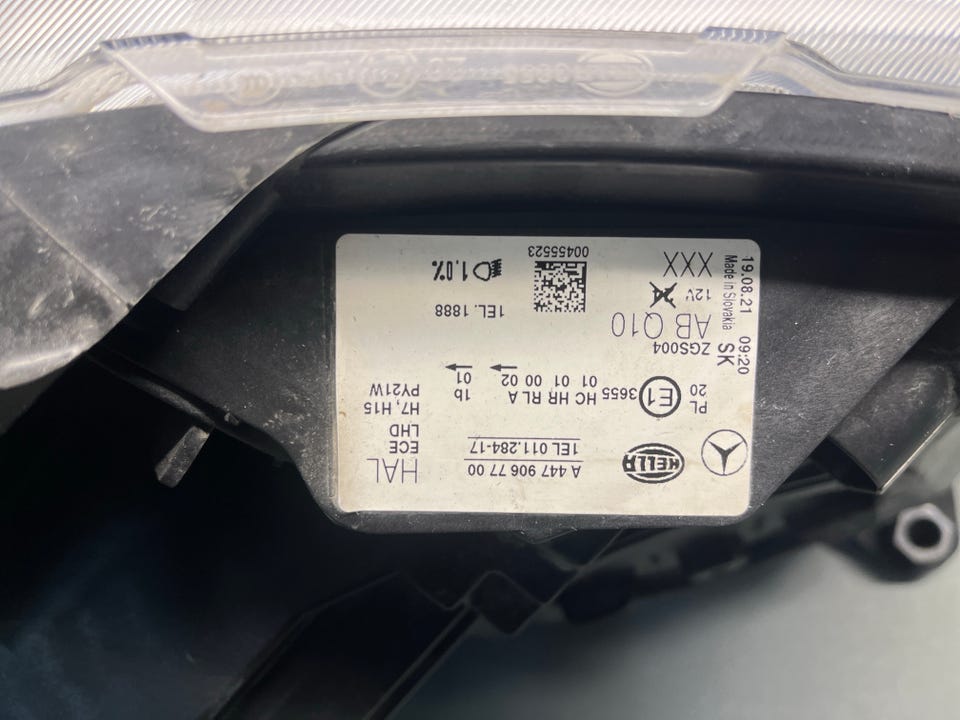 HELLA
A 447 906 77 00
1EL 011.284-17
HAL
ECE
LHD
H7, H15
PY21W
PL
20
E1
3655
HC HR RL A
01 01 00 02
1b
01
ZGS004
AB Q10
1EL. 1888
12V
24
XXX
1.0%
004555523
19.08.21 09:20
Made in Slovakia SK